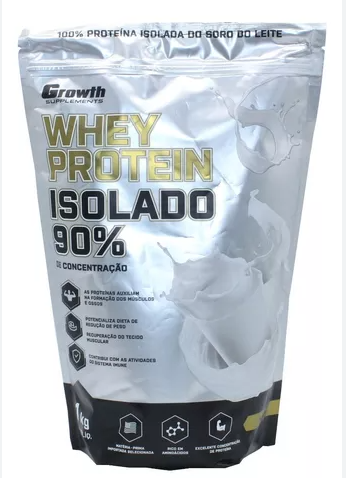 100% PROTEÍNA ISOLADA DO SORO DO LEITE
Growth
SUPPLEMENTS
WHEY
PROTEIN
ISOLADO
90%
DE CONCENTRAÇÃO
AS PROTEÍNAS AUXILIAM
NA FORMAÇÃO DOS MÚSCULOS
E OSSOS
POTENCIALIZA DIETA DE
REDUÇÃO DE PESO
RECUPERAÇÃO DO TECIDO
MUSCULAR
CONTRIBUI COM AS ATIVIDADES
DO SISTEMA IMUNE
1kg
MATÉRIA-PRIMA
IMPORTADA SELECIONADA
RICO EM
AMINOÁCIDOS
EXCELENTE CONCENTRAÇÃO
DE PROTEÍNA